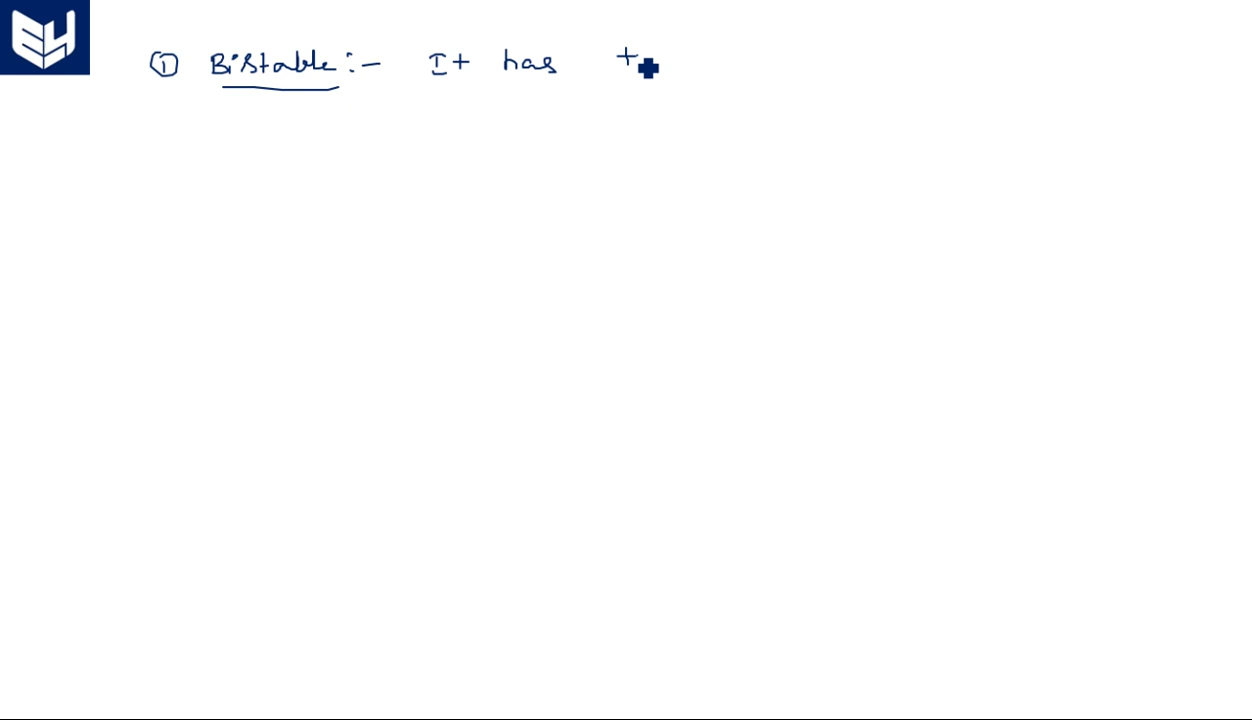 ① Bistable :- It has t